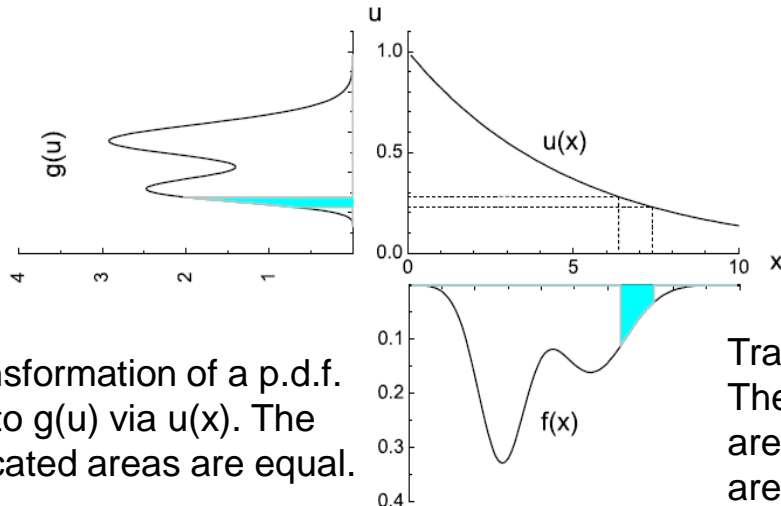 u
1.0
0.5
0.0
u(x)
g(u)
4
3
2
1
0
5
10
x
0.1
0.2
0.3
0.4
f(x)
nsformation of a p.d.f.
to g(u) via u(x). The
cated areas are equal.
Tra
The
are
are